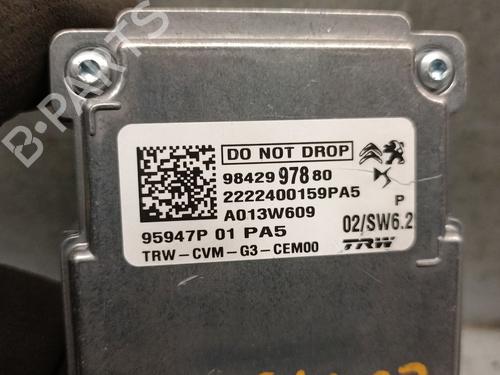 B-PARTS
DO NOT DROP
98429 978 80
2222400159PA5
A013W609
P
95947P 01 PA5
02/SW6.2
TRW-CVM-G3-CEM00
TRW